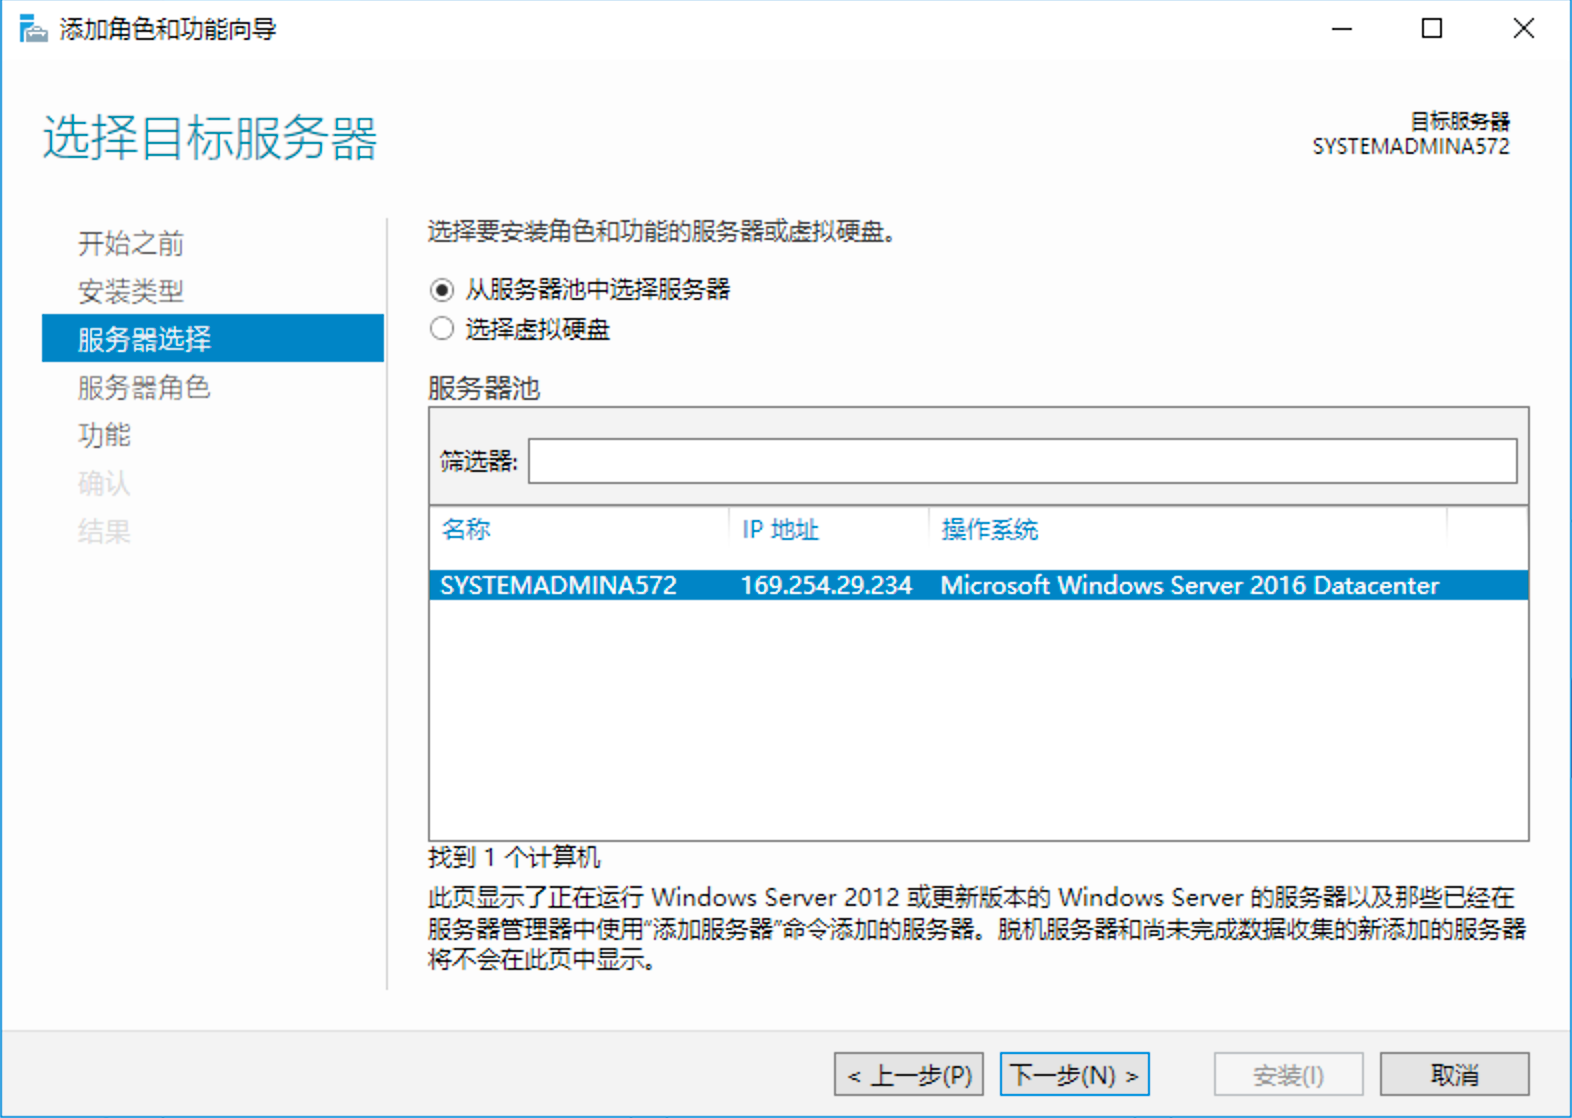 添加角色和功能向导
选择目标服务器
目标服务器
SYSTEMADMINA572
开始之前
安装类型
服务器选择
服务器角色
功能
确认
结果
选择要安装角色和功能的服务器或虚拟硬盘。
从服务器池中选择服务器
选择虚拟硬盘
服务器池
筛选器:
名称 IP 地址 操作系统
SYSTEMADMINA572 169.254.29.234 Microsoft Windows Server 2016 Datacenter
找到 1 个计算机
此页显示了正在运行 Windows Server 2012 或更新版本的 Windows Server 的服务器以及那些已经在
服务器管理器中使用“添加服务器”命令添加的服务器。脱机服务器和尚未完成数据收集的新添加的服务器
将不会在此页中显示。
< 上一步(P) 下一步(N) > 安装(I) 取消